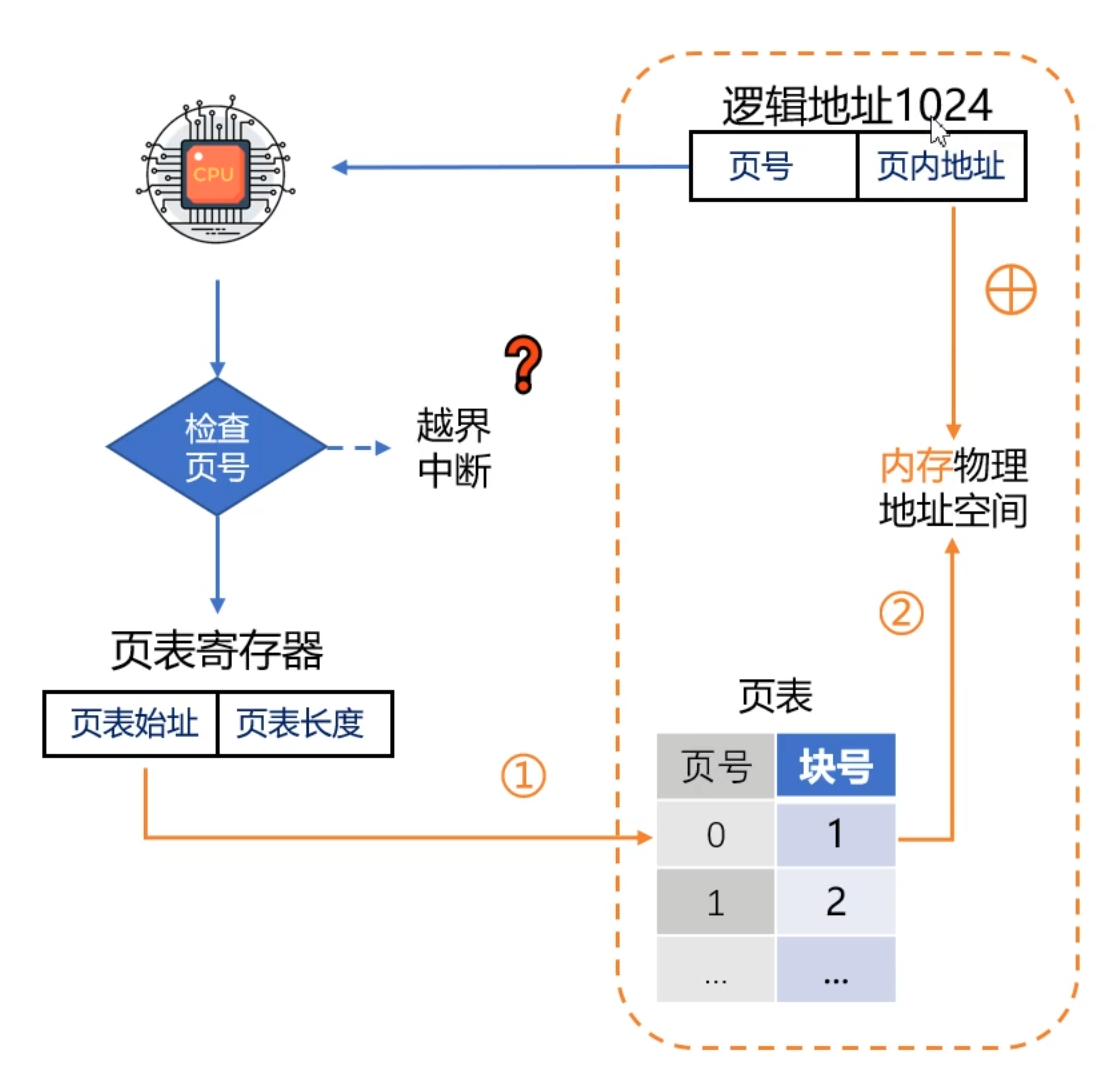 逻辑地址1024
页号 页内地址
CPU
?
检查
页号
越界
中断
内存物理
地址空间
页表寄存器
页表始址 页表长度
①
②
页表
页号 块号
0 1
1 2
... ...